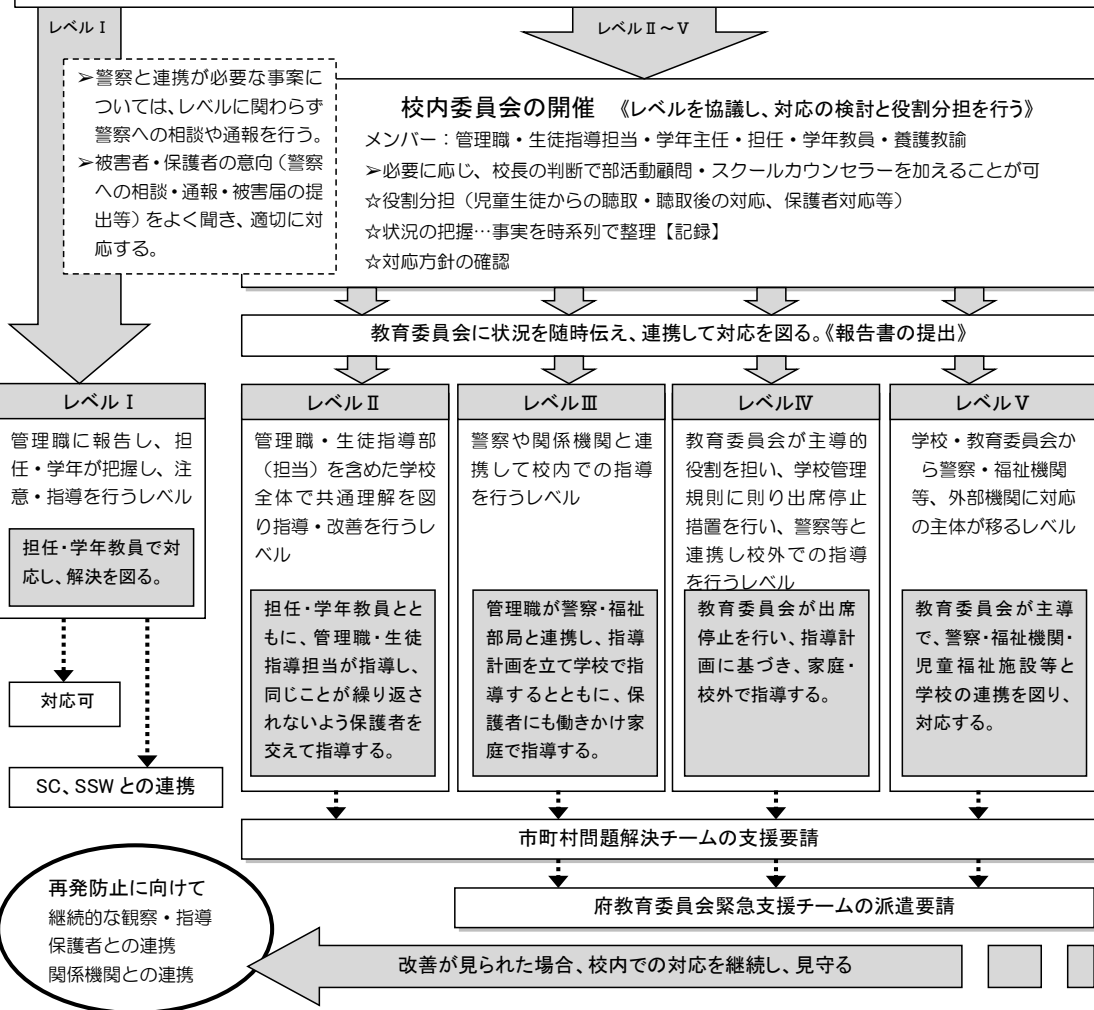 レベルⅠ
レベルⅡ～Ⅴ
➢警察と連携が必要な事案に
ついては、レベルに関わらず
警察への相談や通報を行う。
➢被害者・保護者の意向（警察
への相談・通報・被害届の提
出等）をよく聞き、適切に対
応する。
校内委員会の開催 《レベルを協議し、対応の検討と役割分担を行う》
メンバー：管理職・生徒指導担当・学年主任・担任・学年教員・養護教諭
➢必要に応じ、校長の判断で部活動顧問・スクールカウンセラーを加えることが可
☆役割分担（児童生徒からの聴取・聴取後の対応、保護者対応等）
☆状況の把握…事実を時系列で整理【記録】
☆対応方針の確認
教育委員会に状況を随時伝え、連携して対応を図る。《報告書の提出》
レベルⅠ
管理職に報告し、担
任・学年が把握し、注
意・指導を行うレベル
担任・学年教員で対
応し、解決を図る。
対応可
SC、SSWとの連携
レベルⅡ
管理職・生徒指導部
（担当）を含めた学校
全体で共通理解を図
り指導・改善を行うレ
ベル
担任・学年教員とと
もに、管理職・生徒
指導担当が指導し、
同じことが繰り返さ
れないよう保護者を
交えて指導する。
レベルⅢ
警察や関係機関と連
携して校内での指導
を行うレベル
管理職が警察・福祉
部局と連携し、指導
計画を立て学校で指
導するとともに、保
護者にも働きかけ家
庭で指導する。
レベルⅣ
教育委員会が主導的
役割を担い、学校管理
規則に則り出席停止
措置を行い、警察等と
連携し校外での指導
を行うレベル
教育委員会が出席
停止を行い、指導計
画に基づき、家庭・
校外で指導する。
レベルⅤ
学校・教育委員会か
ら警察・福祉機関
等、外部機関に対応
の主体が移るレベル
教育委員会が主導
で、警察・福祉機関・
児童福祉施設等と
学校の連携を図り、
対応する。
市町村問題解決チームの支援要請
府教育委員会緊急支援チームの派遣要請
再発防止に向けて
継続的な観察・指導
保護者との連携
関係機関との連携
改善が見られた場合、校内での対応を継続し、見守る